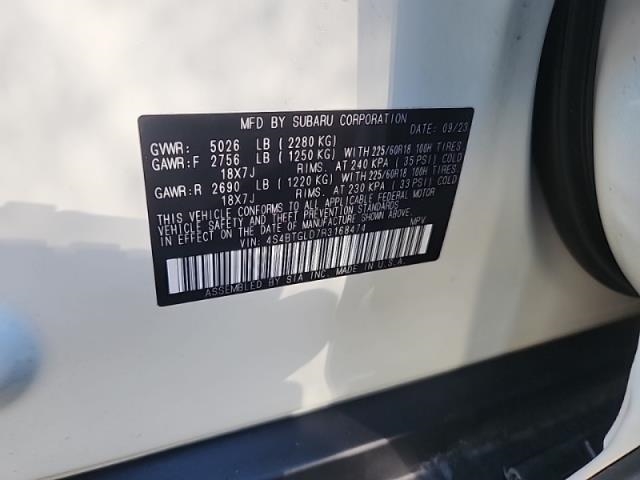 MFD BY SUBARU CORPORATION DATE: 09/23
GVWR: 5026 LB (2280 KG)
GAWR:F 2756 LB (1250 KG) WITH 225/60R18 100H TIRES
18X7J RIMS. AT 240 KPA (35 PSI) COLD
GAWR:R 2690 LB (1220 KG) WITH 225/60R18 100H TIRES
18X7J RIMS. AT 230 KPA (33 PSI) COLD
THIS VEHICLE CONFORMS TO ALL APPLICABLE FEDERAL MOTOR
VEHICLE SAFETY AND THEFT PREVENTION STANDARDS IN
EFFECT ON THE DATE OF MANUFACTURE SHOWN ABOVE.
VIN: 4S4BTGLD7R3168474 MPV
ASSEMBLED BY SIA INC. MADE IN U.S.A.